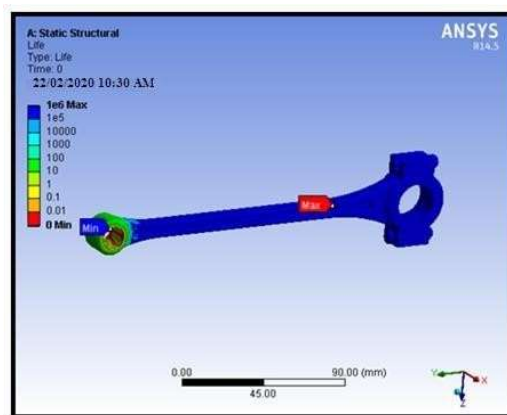 A: Static Structural
Life
Type: Life
Time: 0
22/02/2020 10:30 AM
ANSYS
R14.5
1e6 Max
1e5
10000
1000
100
10
1
0.1
0.01
0 Min
Min
Max
0.00
90.00 (mm)
45.00
Y
X
Z